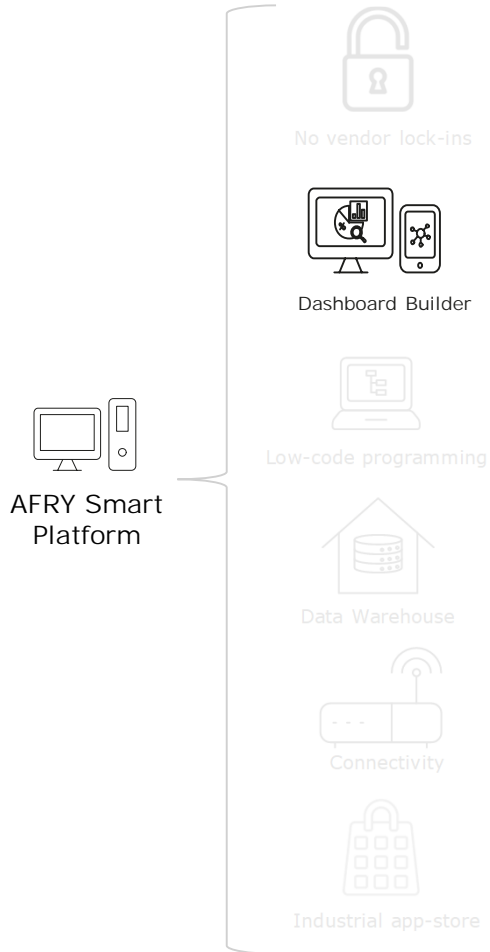 No vendor lock-ins
Dashboard Builder
Low-code programming
AFRY Smart
Platform
Data Warehouse
Connectivity
Industrial app-store